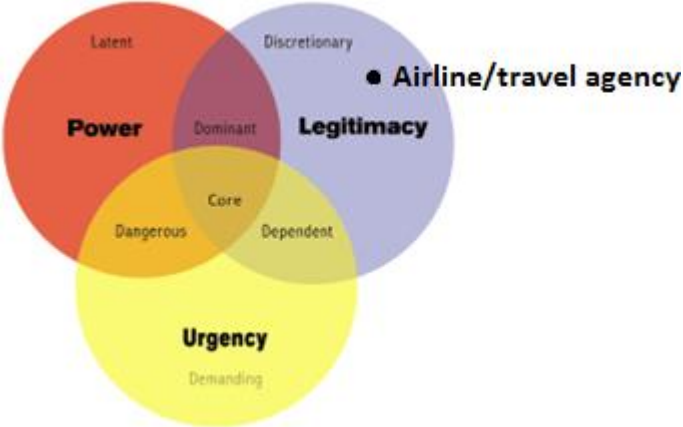 Latent
Discretionary
• Airline/travel agency
Power
Dominant
Legitimacy
Core
Dangerous
Dependent
Urgency
Demanding